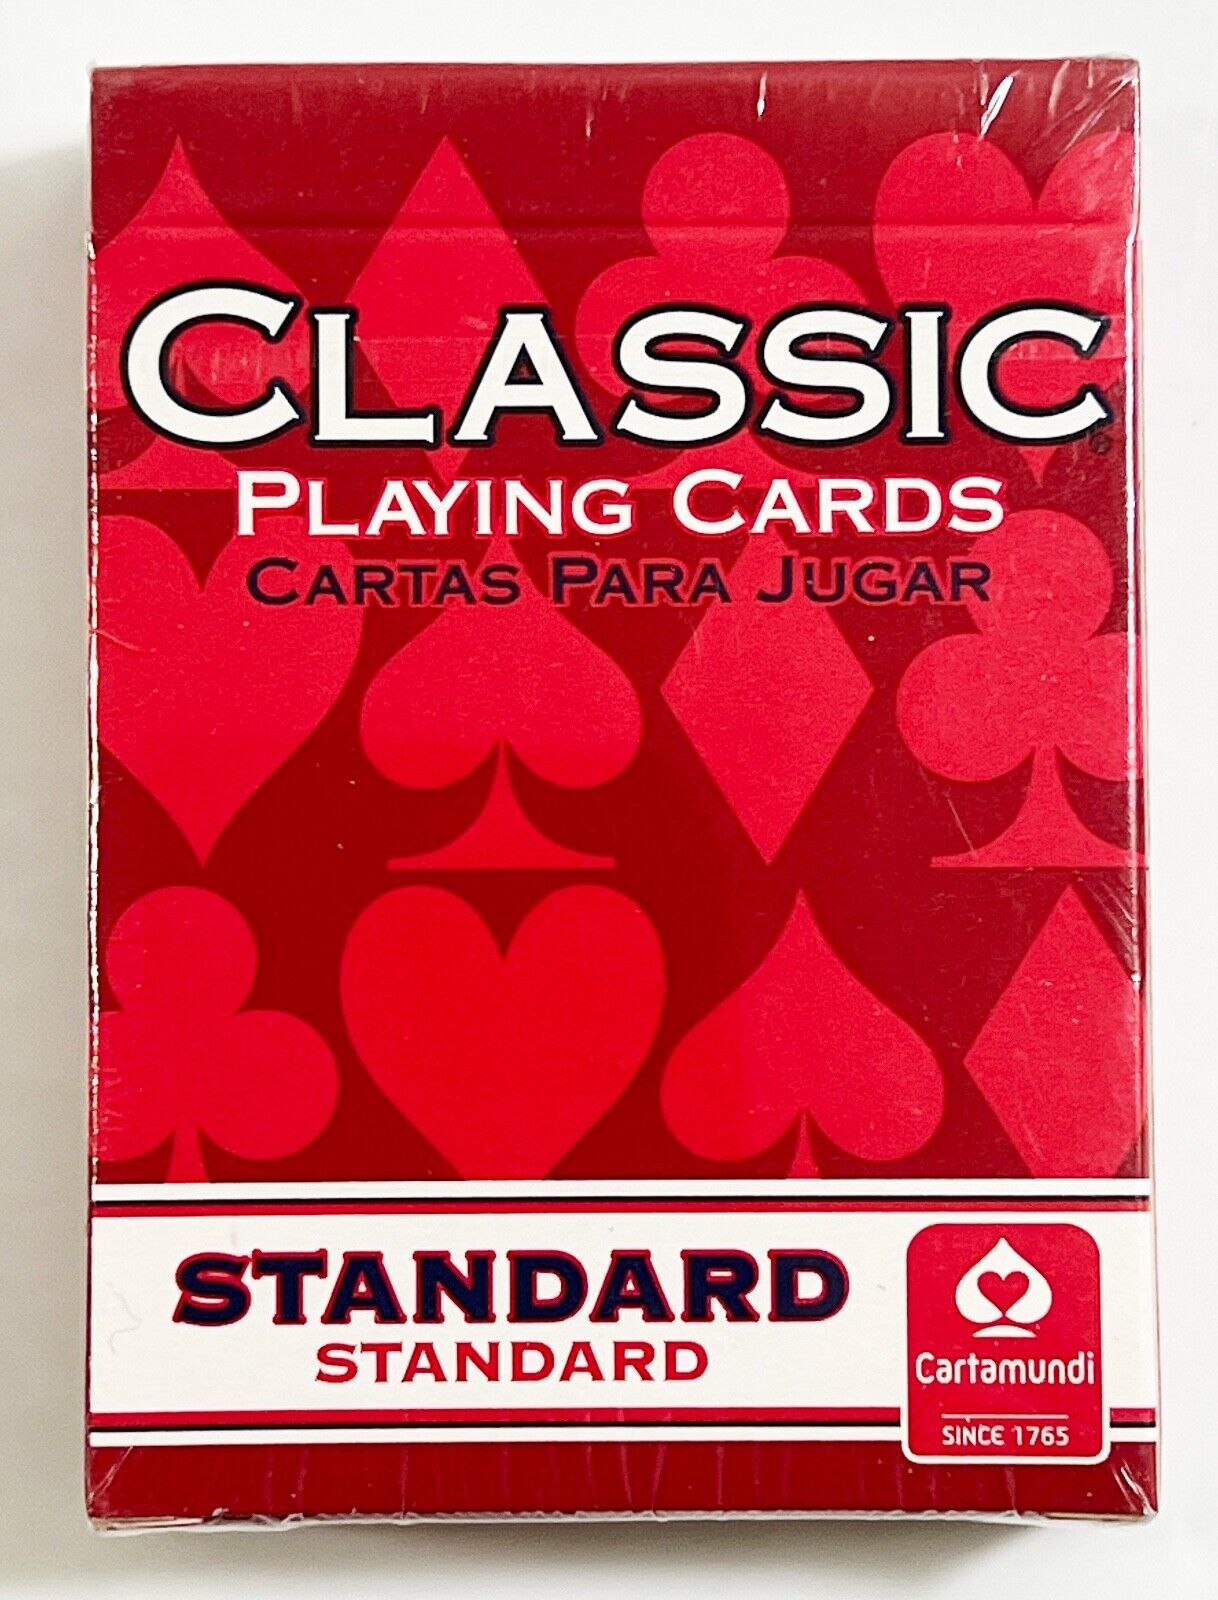 CLASSIC®
PLAYING CARDS
CARTAS PARA JUGAR
STANDARD
STANDARD
Cartamundi
SINCE 1765